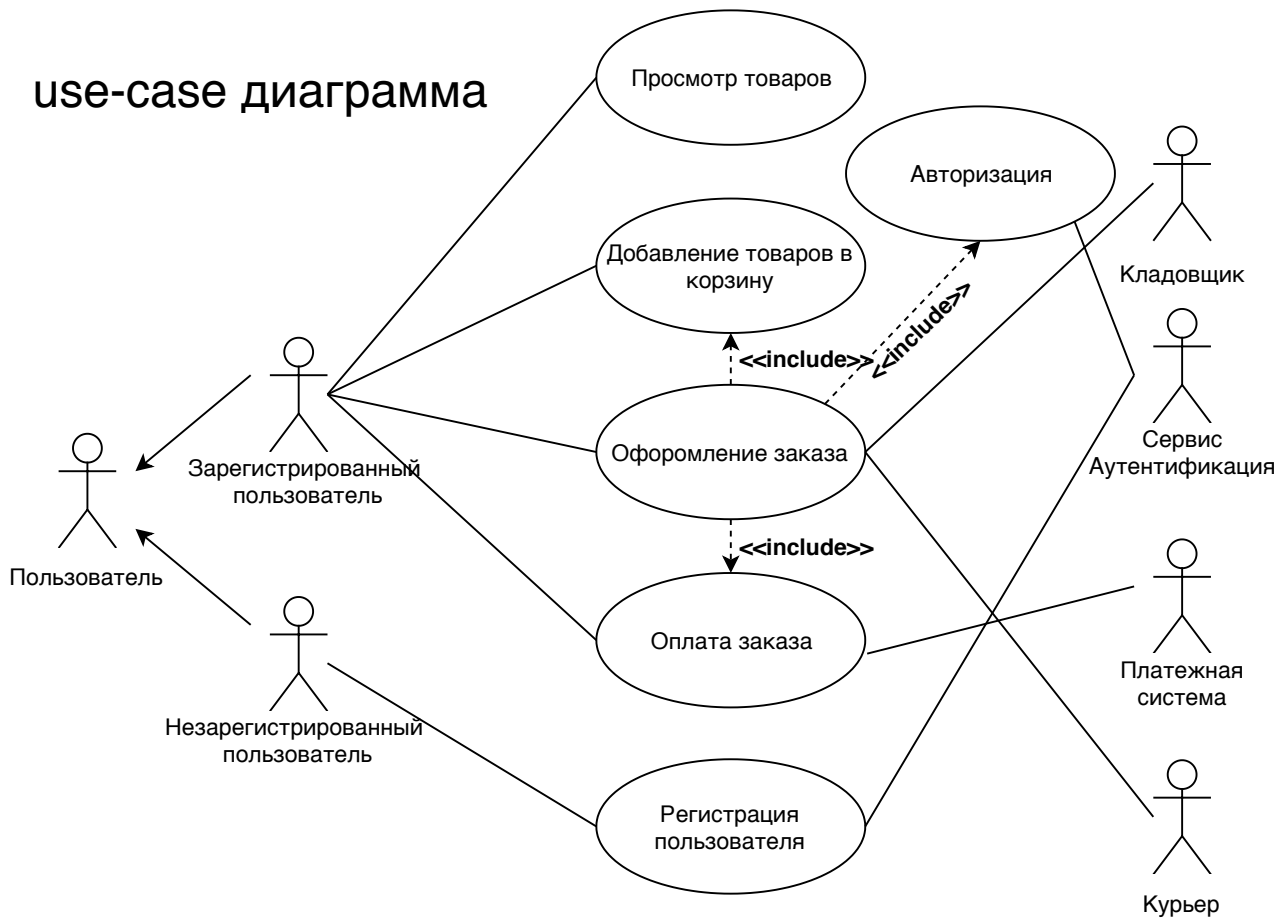 use-case диаграмма
Просмотр товаров
Авторизация
Кладовщик
Добавление товаров в
корзину
<<include>>
<<include>>
Зарегистрированный
пользователь
Офоромление заказа
Сервис
Аутентификация
<<include>>
Пользователь
Оплата заказа
Платежная
система
Незарегистрированный
пользователь
Регистрация
пользователя
Курьер